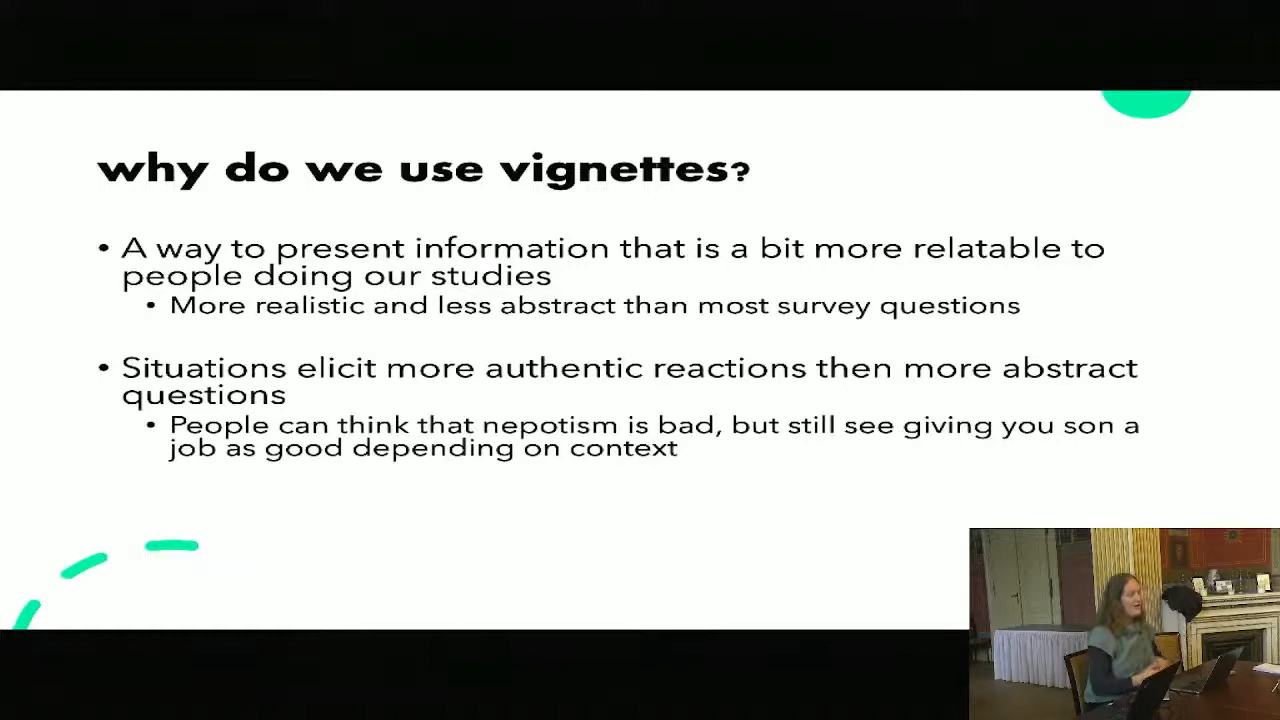 why do we use vignettes?
• A way to present information that is a bit more relatable to
people doing our studies
• More realistic and less abstract than most survey questions
• Situations elicit more authentic reactions then more abstract
questions
• People can think that nepotism is bad, but still see giving you son a
job as good depending on context